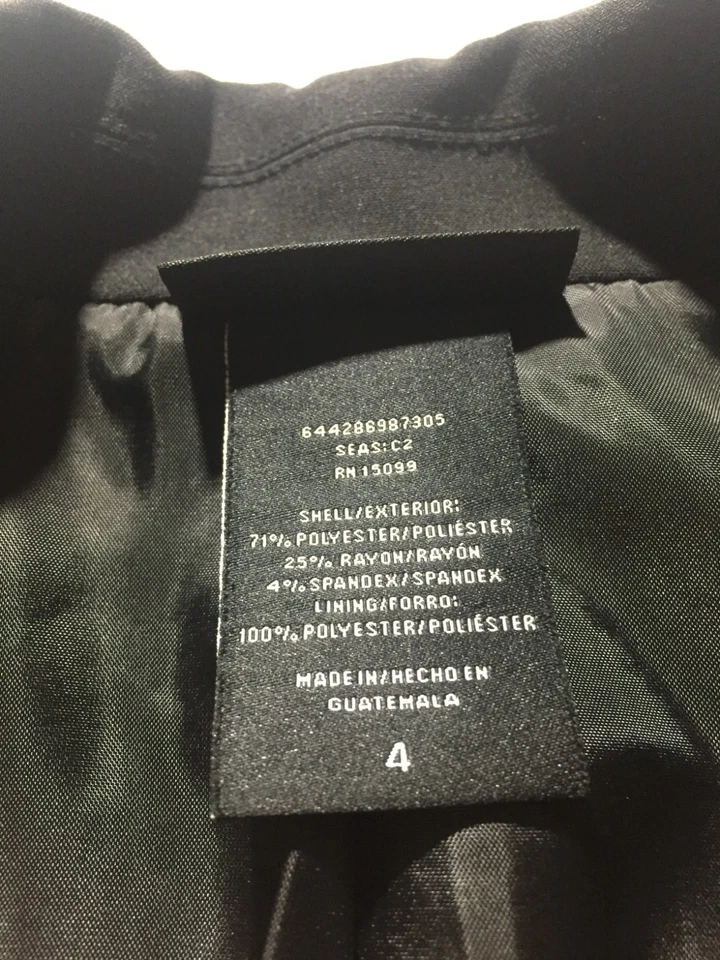 644286987305
SEAS:C2
RN 15099
SHELL/EXTERIOR:
71% POLYESTER/POLIÉSTER
25% RAYON/RAYÓN
4% SPANDEX/SPANDEX
LINING/FORRO:
100% POLYESTER/POLIÉSTER
MADE IN/HECHO EN
GUATEMALA
4